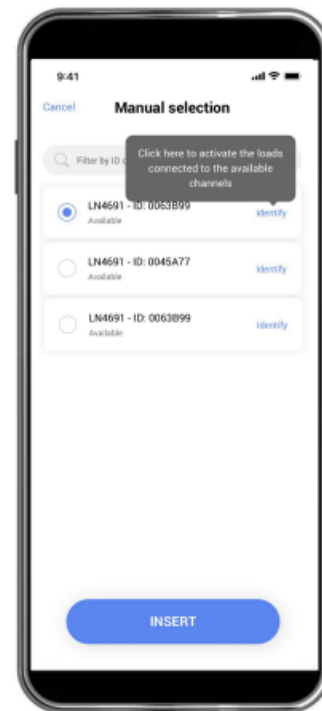 9:41
Cancel
Manual selection
Filter by ID
Click here to activate the loads
connected to the available
channels
LN4691 - ID: 0063B99
Available
Identify
LN4691 - ID: 0045A77
Available
Identify
LN4691 - ID: 0063B99
Available
Identify
INSERT